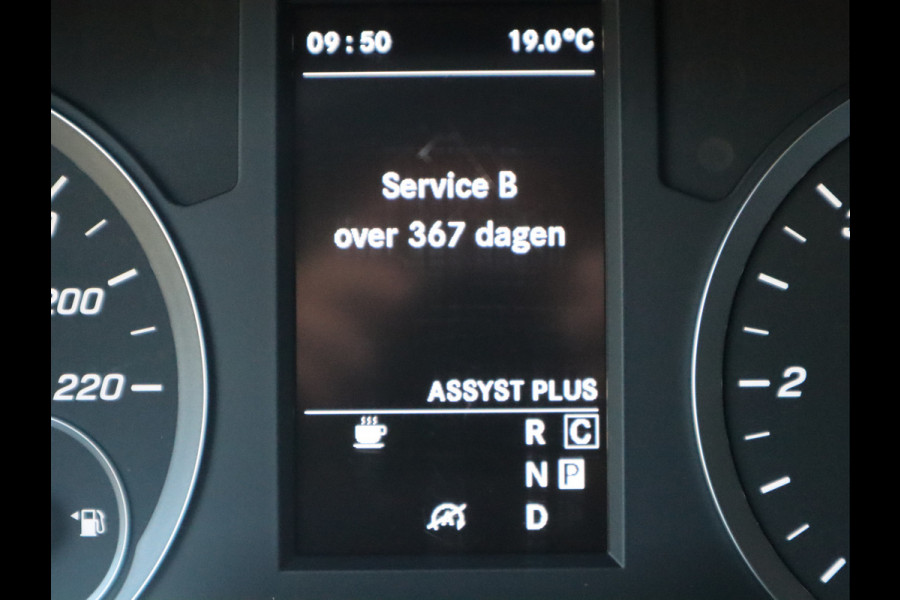 09:50 19.0°C
Service B
over 367 dagen
200
220
ASSYST PLUS
R C
N P
D
2